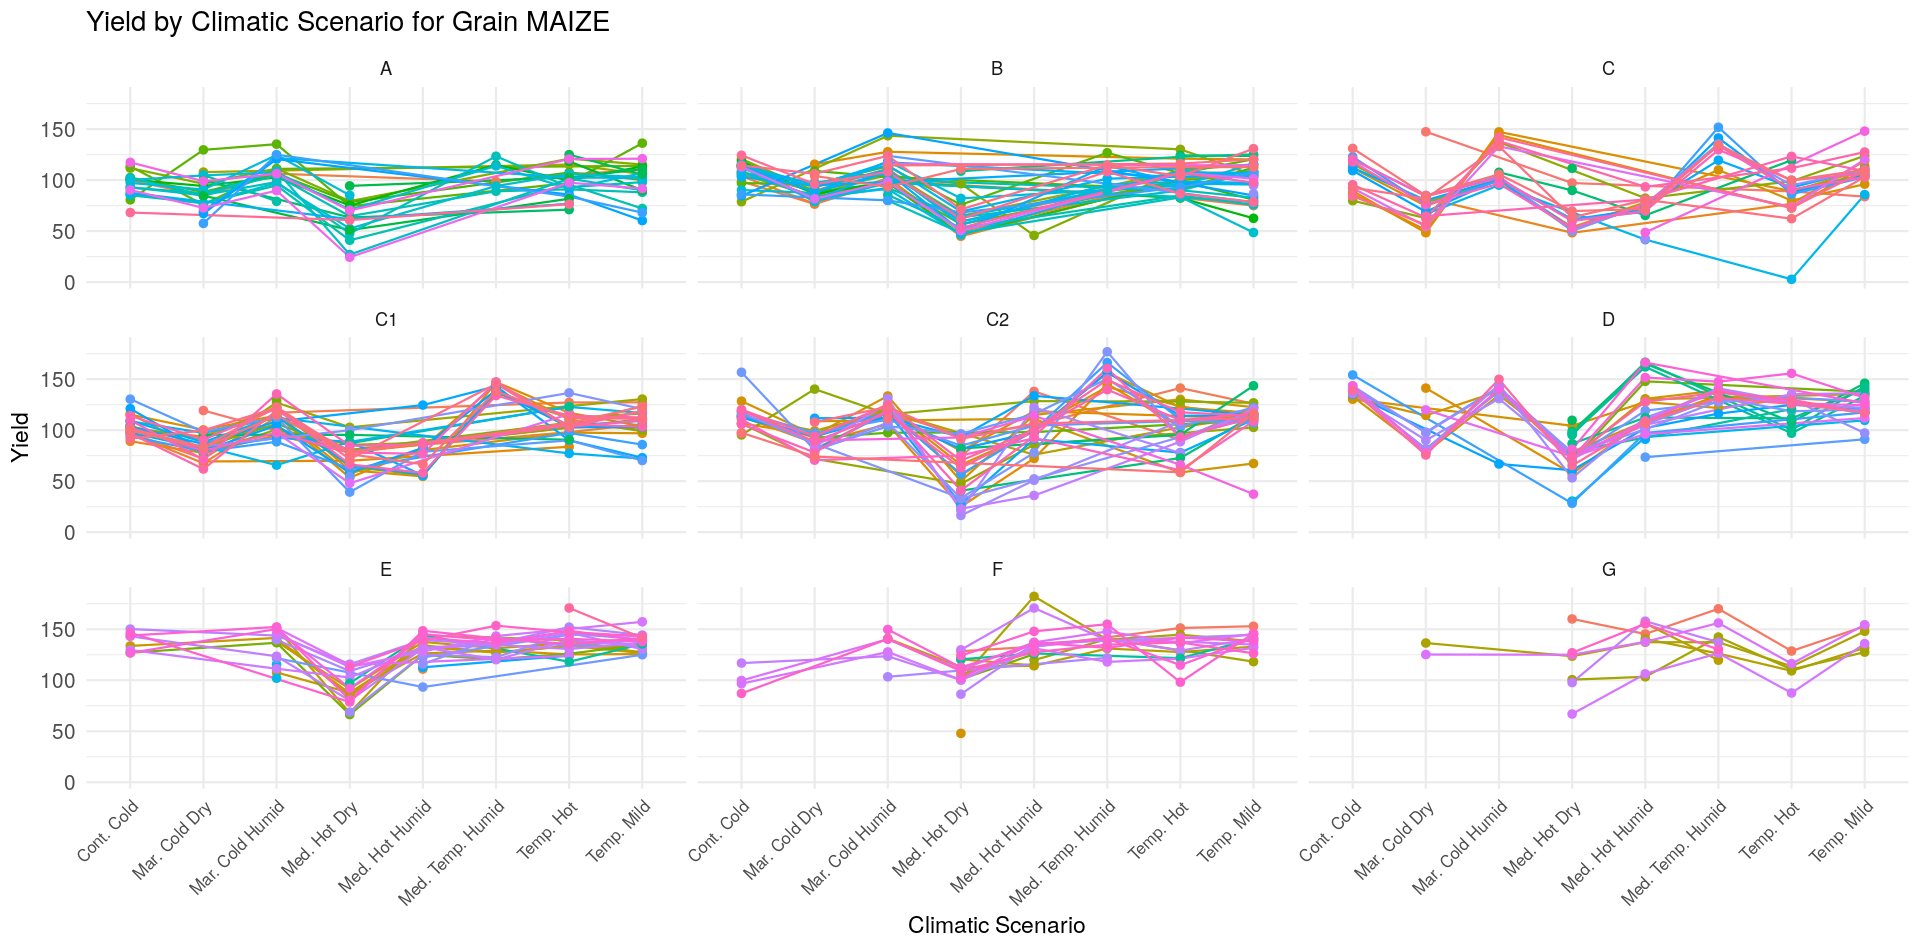 Yield by Climatic Scenario for Grain MAIZE
A
B
C
150
100
50
0
C1
C2
D
150
100
50
0
Yield
E
F
G
150
100
50
0
Cont. Cold
Mar. Cold Dry
Mar. Cold Humid
Med. Hot Dry
Med. Hot Humid
Med. Temp. Humid
Temp. Hot
Temp. Mild
Cont. Cold
Mar. Cold Dry
Mar. Cold Humid
Med. Hot Dry
Med. Hot Humid
Med. Temp. Humid
Temp. Hot
Temp. Mild
Cont. Cold
Mar. Cold Dry
Mar. Cold Humid
Med. Hot Dry
Med. Hot Humid
Med. Temp. Humid
Temp. Hot
Temp. Mild
Climatic Scenario